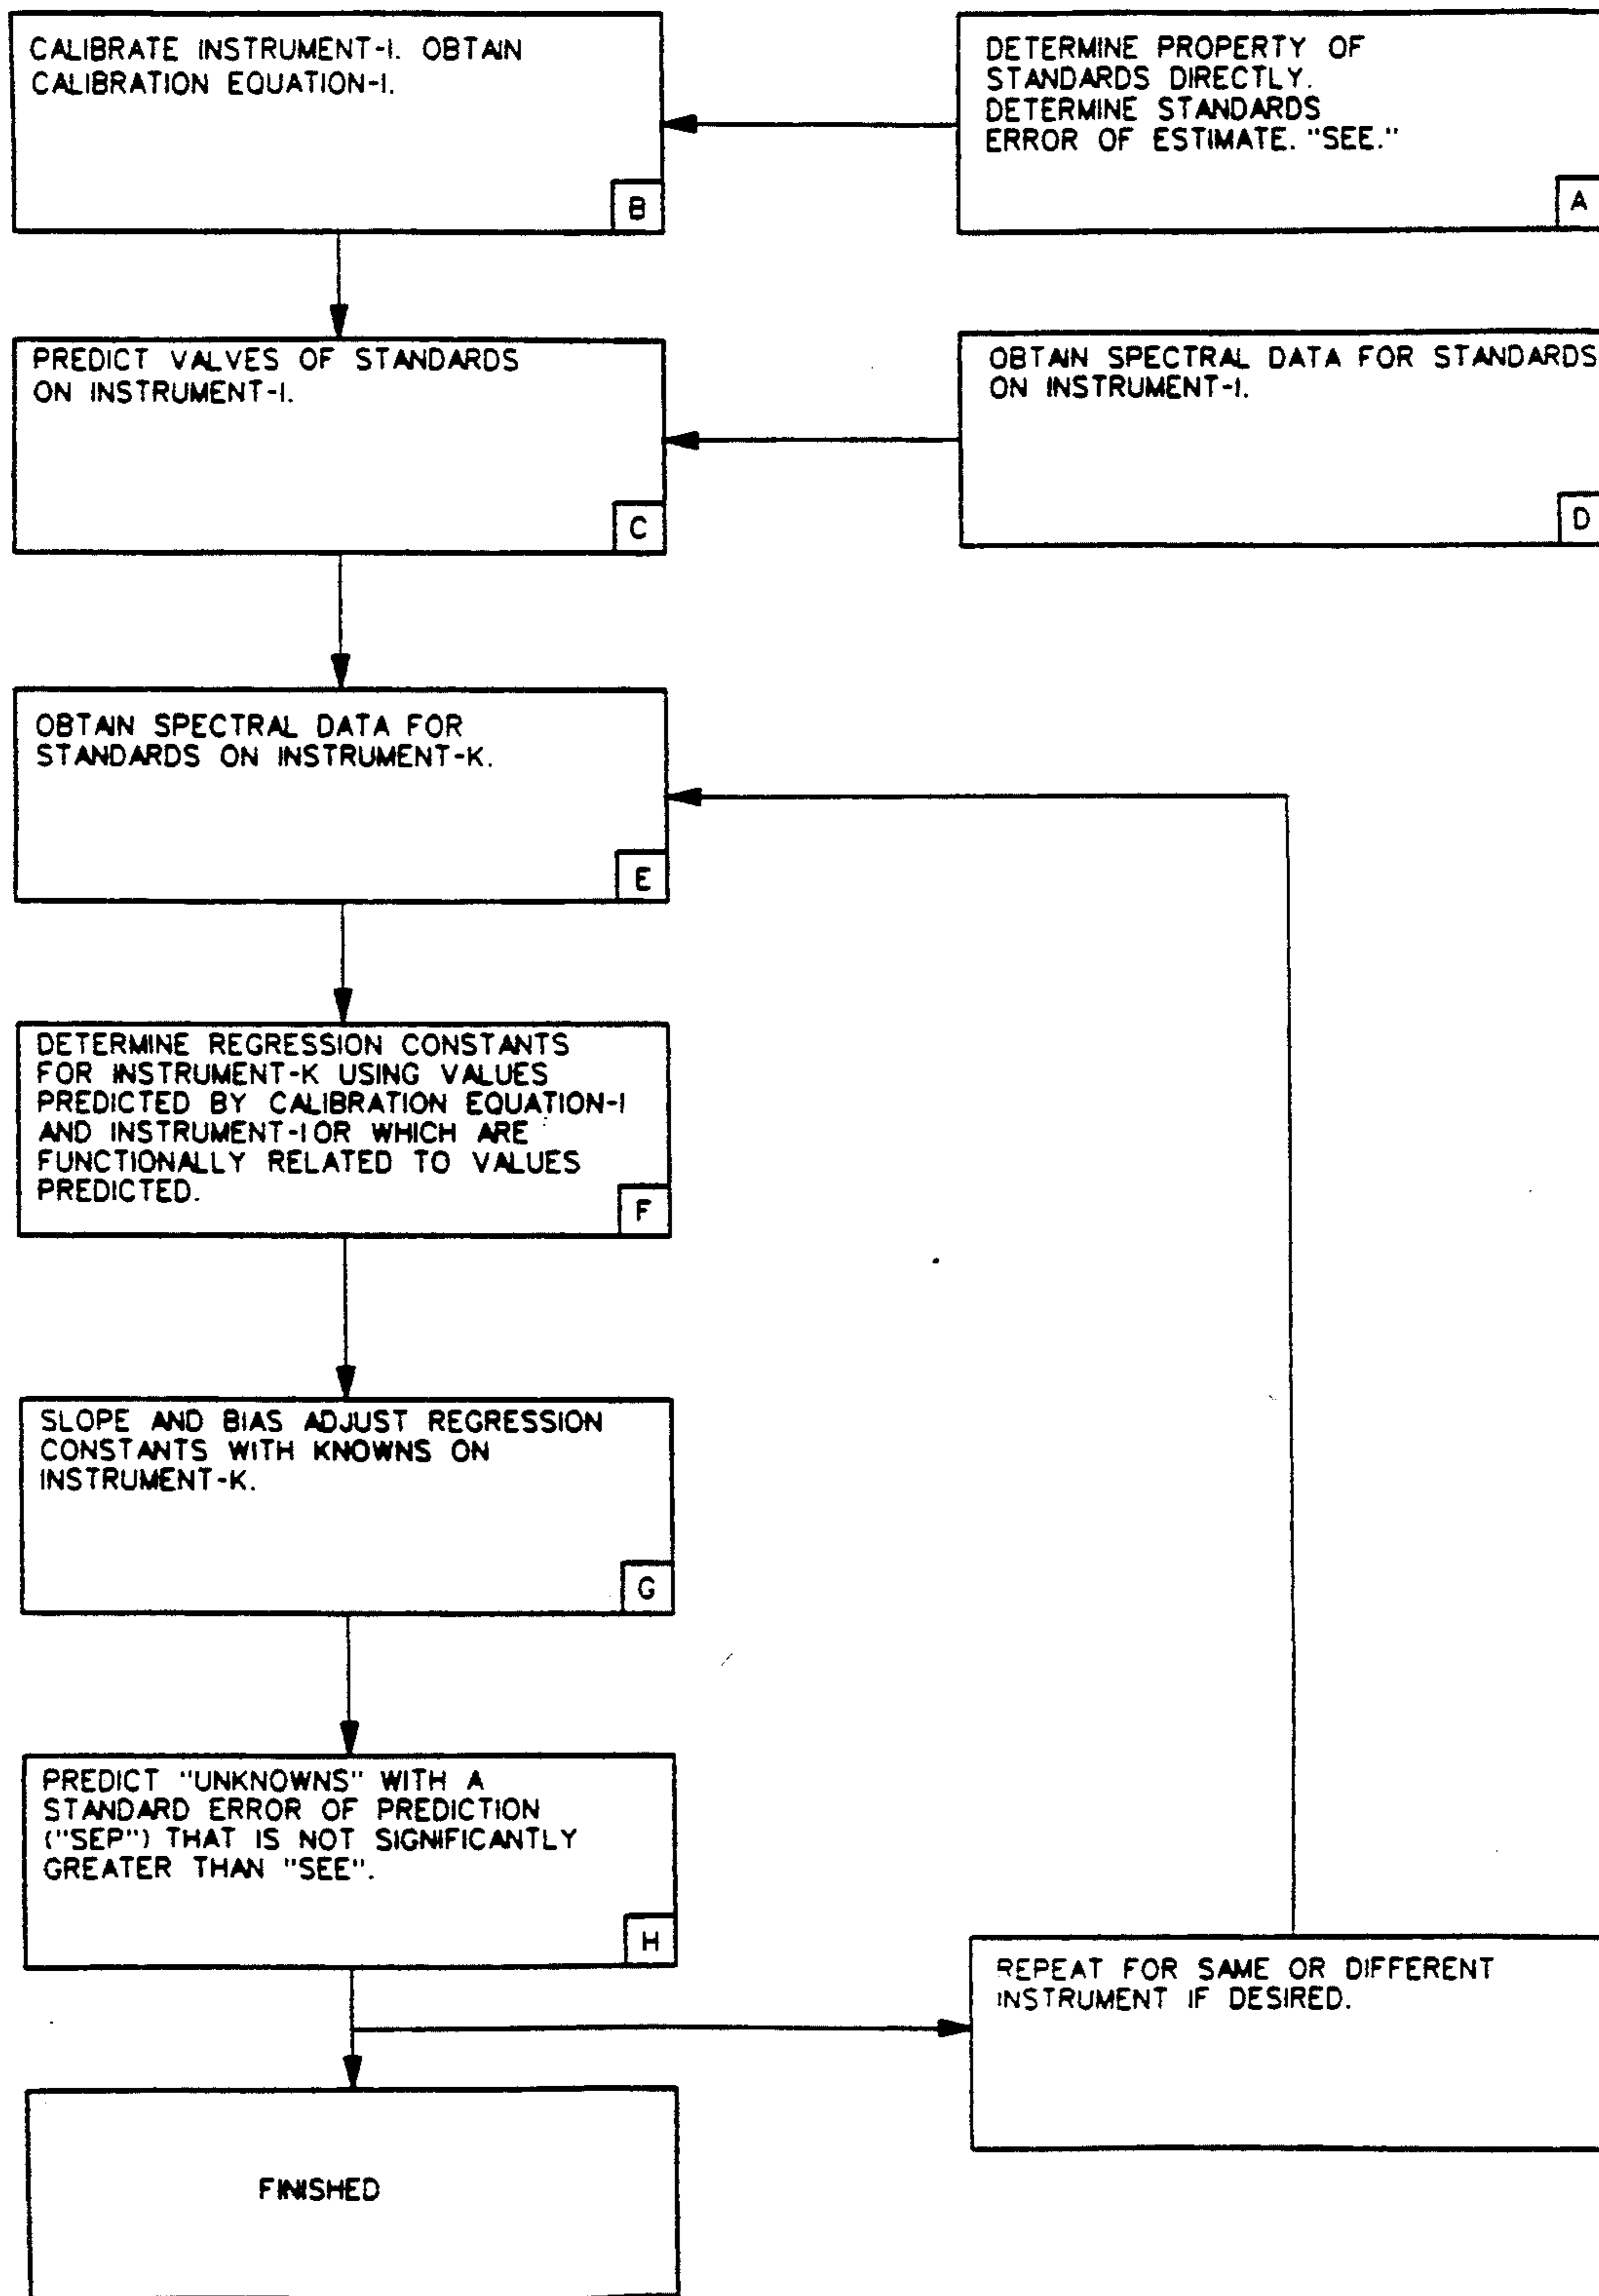 CALIBRATE INSTRUMENT-I. OBTAIN
CALIBRATION EQUATION-I.
B
DETERMINE PROPERTY OF
STANDARDS DIRECTLY.
DETERMINE STANDARDS
ERROR OF ESTIMATE. "SEE."
A
PREDICT VALVES OF STANDARDS
ON INSTRUMENT-I.
C
OBTAIN SPECTRAL DATA FOR STANDARDS
ON INSTRUMENT-I.
D
OBTAIN SPECTRAL DATA FOR
STANDARDS ON INSTRUMENT-K.
E
DETERMINE REGRESSION CONSTANTS
FOR INSTRUMENT-K USING VALUES
PREDICTED BY CALIBRATION EQUATION-I
AND INSTRUMENT-I OR WHICH ARE
FUNCTIONALLY RELATED TO VALUES
PREDICTED.
F
SLOPE AND BIAS ADJUST REGRESSION
CONSTANTS WITH KNOWNS ON
INSTRUMENT-K.
G
PREDICT "UNKNOWNS" WITH A
STANDARD ERROR OF PREDICTION
("SEP") THAT IS NOT SIGNIFICANTLY
GREATER THAN "SEE".
H
REPEAT FOR SAME OR DIFFERENT
INSTRUMENT IF DESIRED.
FINISHED